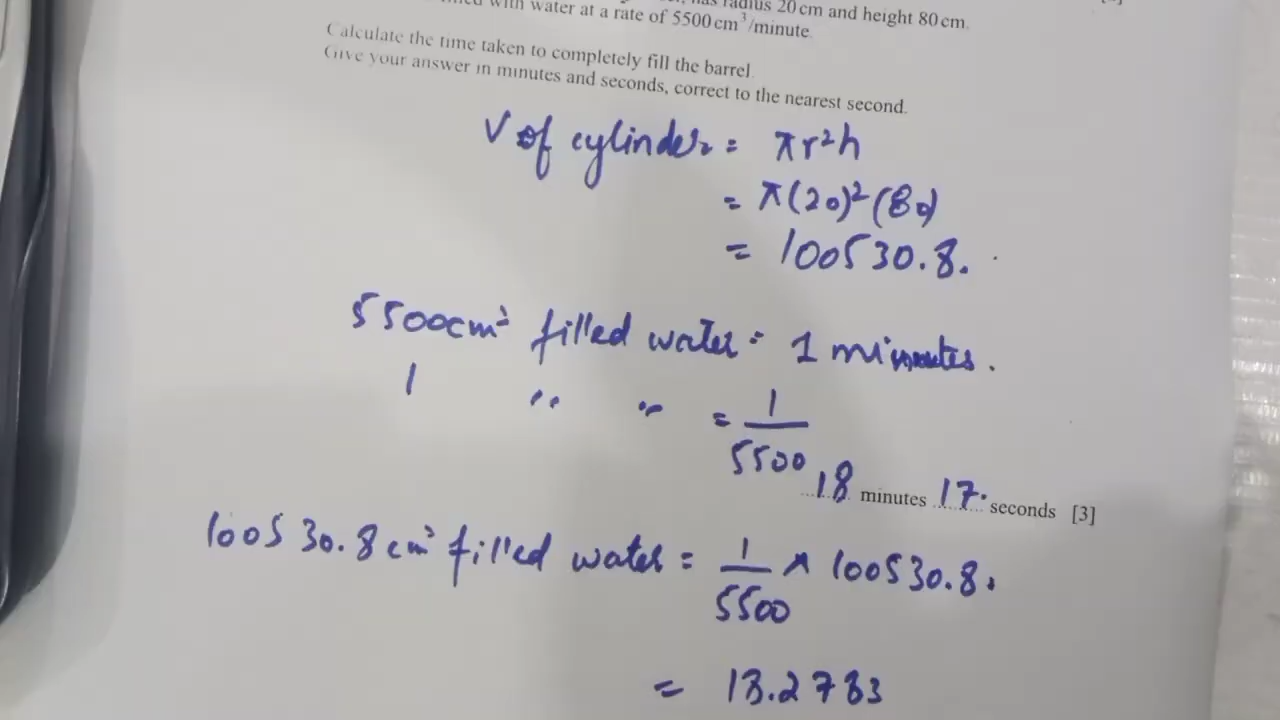 has radius 20 cm and height 80 cm.
with water at a rate of 5500 cm³/minute.
Calculate the time taken to completely fill the barrel.
Give your answer in minutes and seconds, correct to the nearest second.
V of cylinder = πr²h
= π(20)²(80)
= 100530.8.
5500cm³ filled water = 1 minutes.
1 " " = 1/5500
18 minutes 17 seconds [3]
100530.8 cm³ filled water = 1/5500 × 100530.8.
= 18.2783